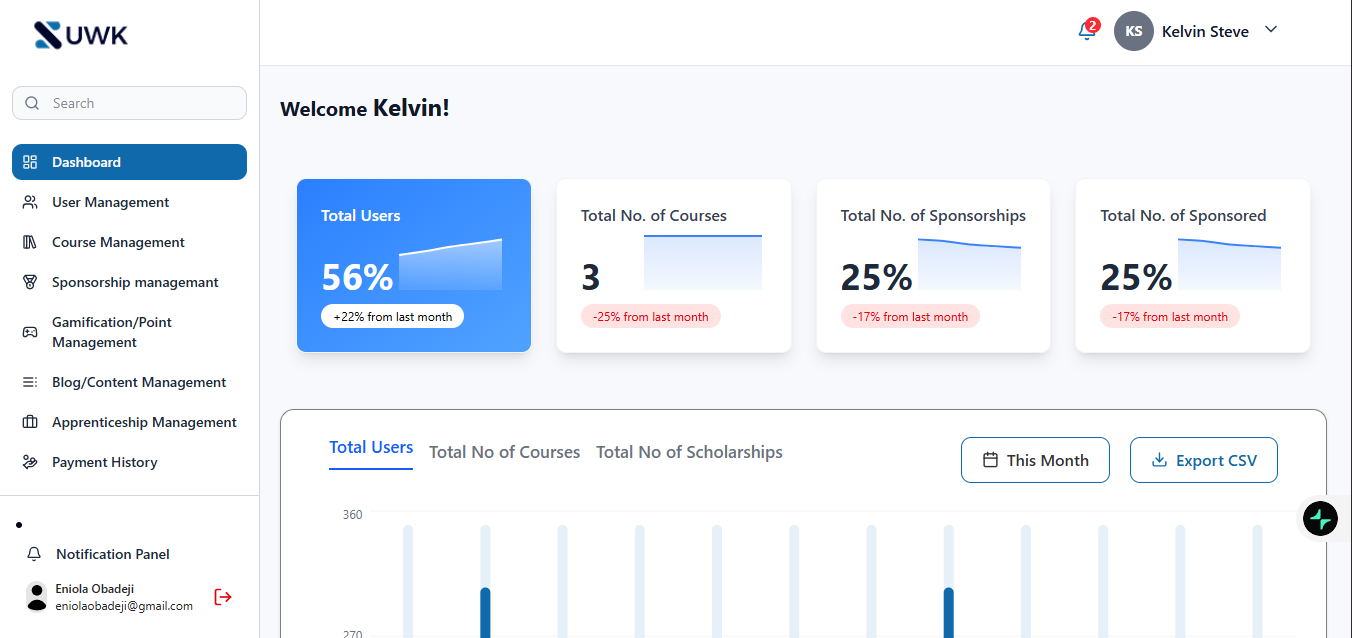 UWK
2
KS
Kelvin Steve
Search
Welcome Kelvin!
Dashboard
User Management
Course Management
Sponsorship managemant
Gamification/Point
Management
Blog/Content Management
Apprenticeship Management
Payment History
Notification Panel
Eniola Obadeji
eniolaobadeji@gmail.com
Total Users
56%
+22% from last month
Total No. of Courses
3
-25% from last month
Total No. of Sponsorships
25%
-17% from last month
Total No. of Sponsored
25%
-17% from last month
Total Users
Total No of Courses
Total No of Scholarships
This Month
Export CSV
360
270